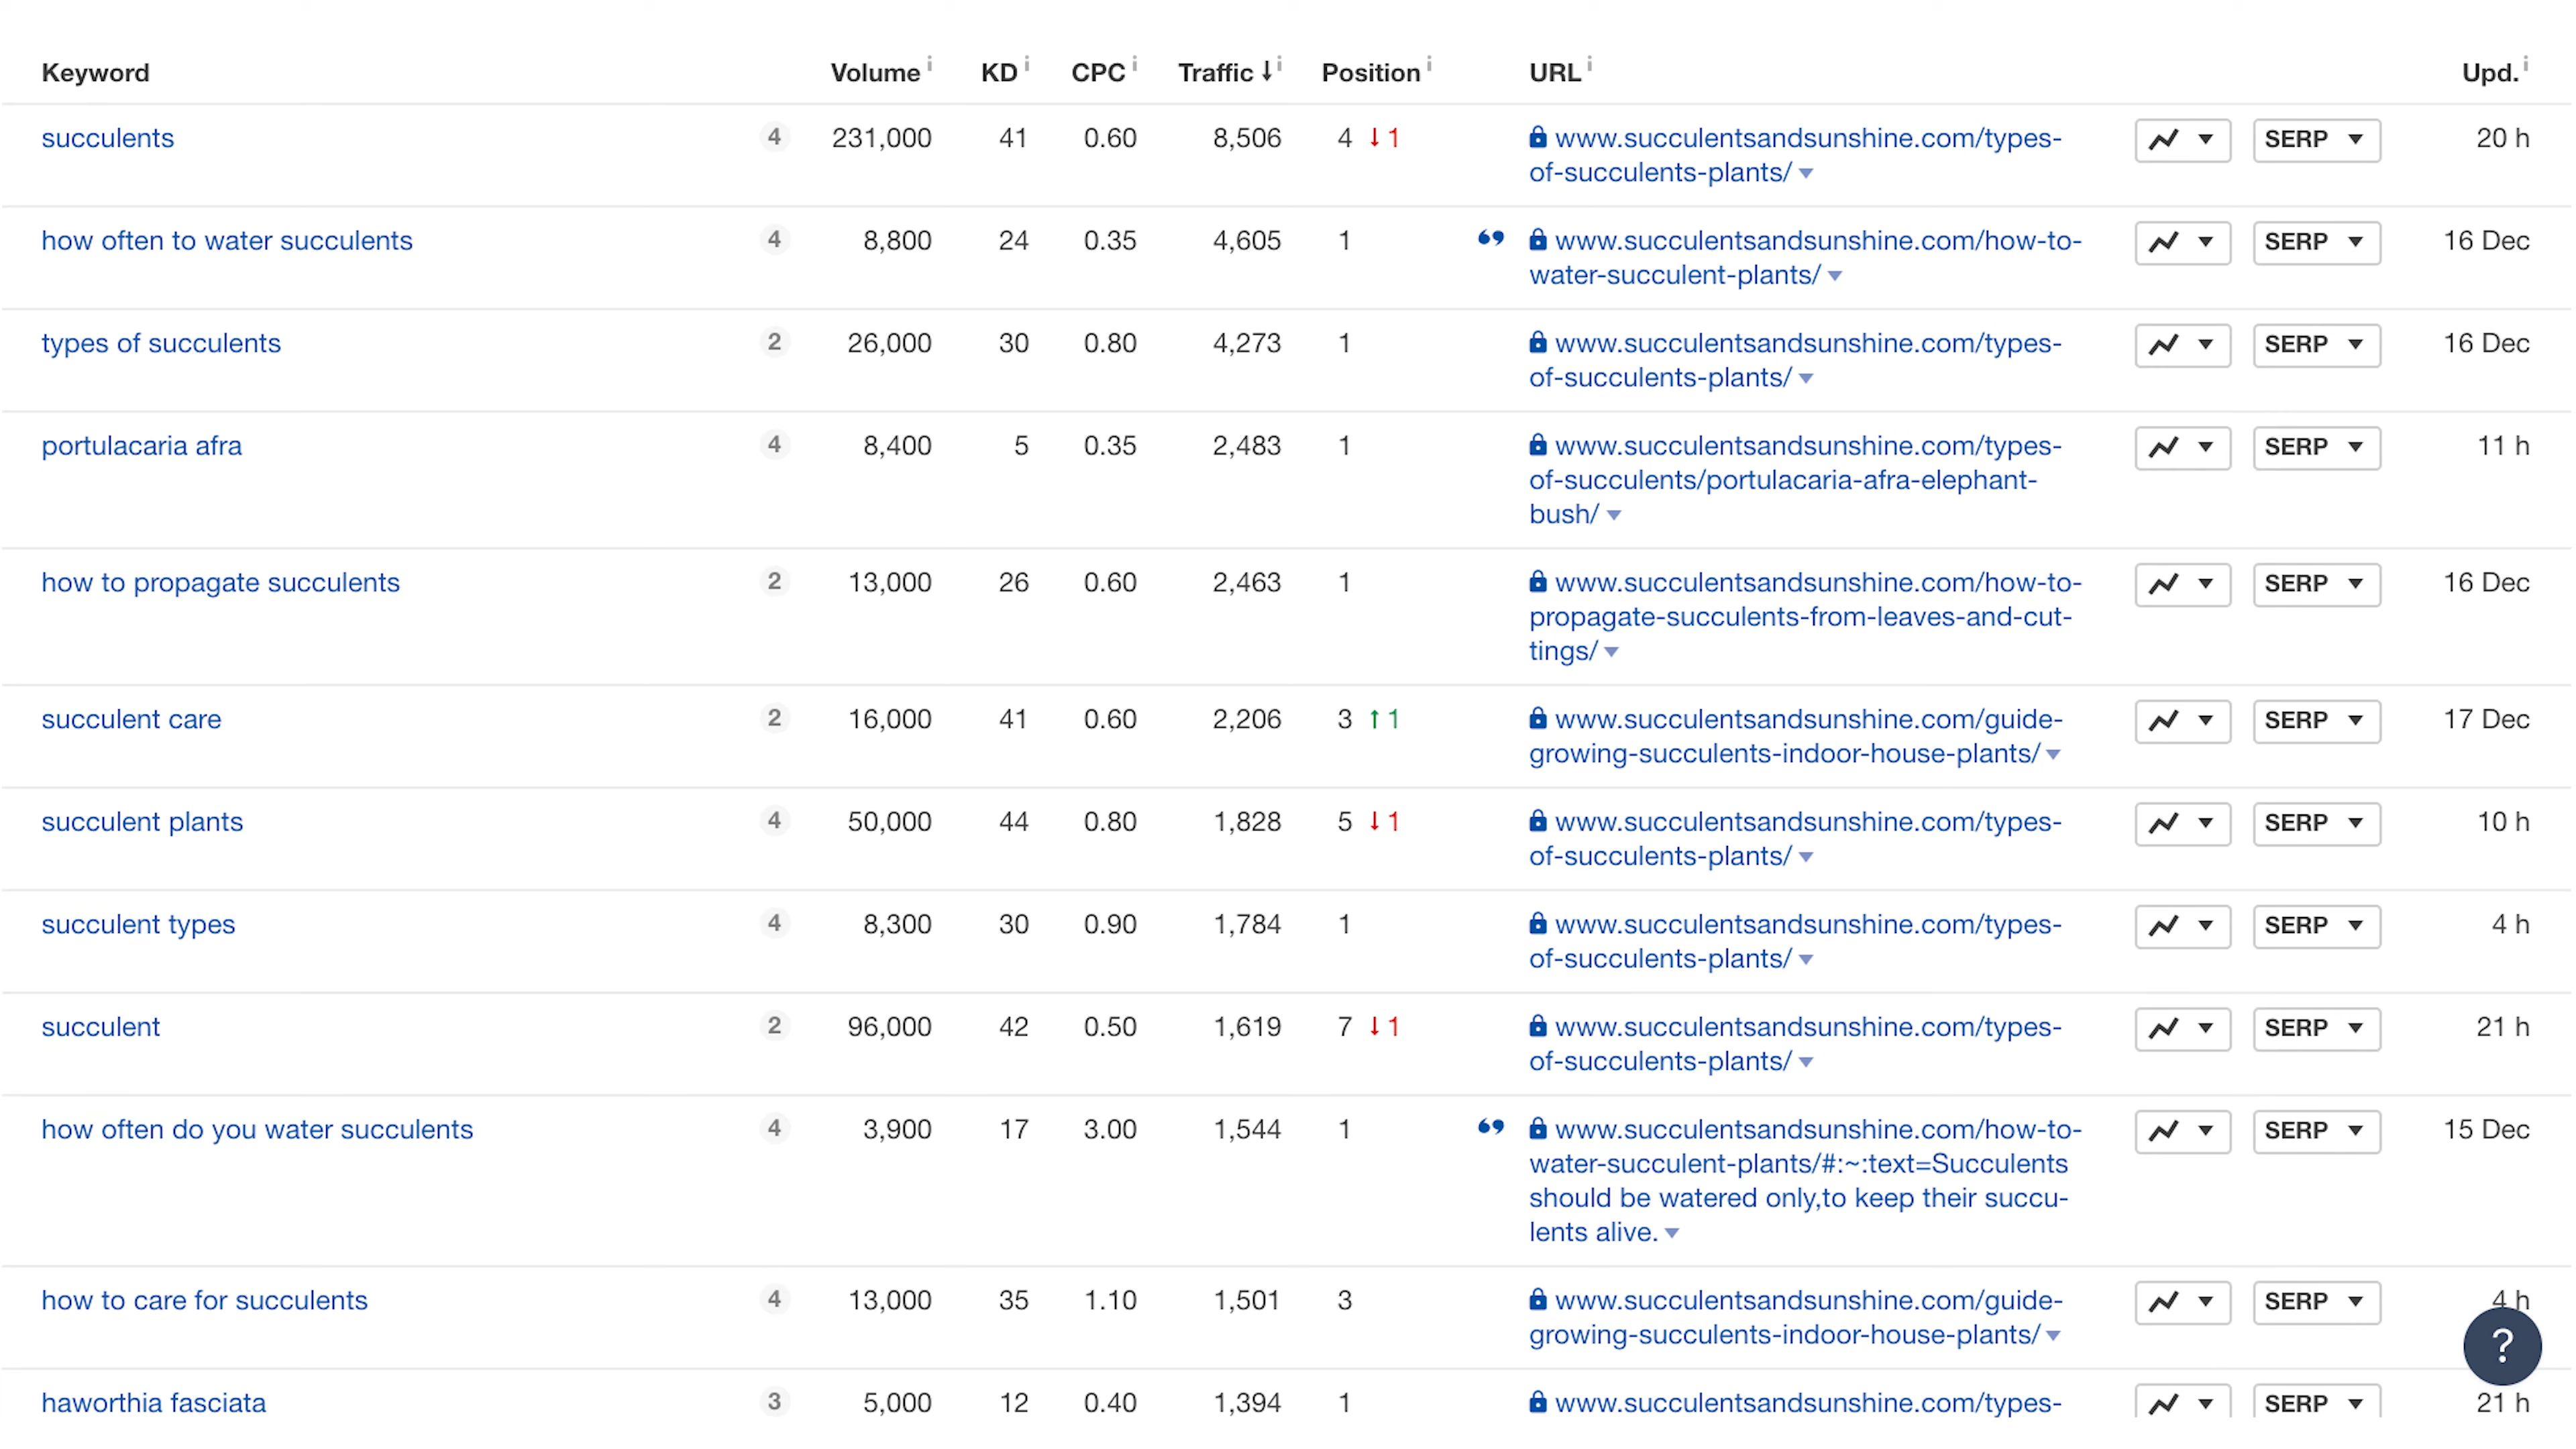 Keyword Volume i KD i CPC i Traffic ↓ i Position i URL i Upd. i
succulents 4 231,000 41 0.60 8,506 4 ↓1 www.succulentsandsunshine.com/types- SERP 20 h
of-succulents-plants/
how often to water succulents 4 8,800 24 0.35 4,605 1 www.succulentsandsunshine.com/how-to- SERP 16 Dec
water-succulent-plants/
types of succulents 2 26,000 30 0.80 4,273 1 www.succulentsandsunshine.com/types- SERP 16 Dec
of-succulents-plants/
portulacaria afra 4 8,400 5 0.35 2,483 1 www.succulentsandsunshine.com/types- SERP 11 h
of-succulents/portulacaria-afra-elephant-
bush/
how to propagate succulents 2 13,000 26 0.60 2,463 1 www.succulentsandsunshine.com/how-to- SERP 16 Dec
propagate-succulents-from-leaves-and-cut-
tings/
succulent care 2 16,000 41 0.60 2,206 3 ↑1 www.succulentsandsunshine.com/guide- SERP 17 Dec
growing-succulents-indoor-house-plants/
succulent plants 4 50,000 44 0.80 1,828 5 ↓1 www.succulentsandsunshine.com/types- SERP 10 h
of-succulents-plants/
succulent types 4 8,300 30 0.90 1,784 1 www.succulentsandsunshine.com/types- SERP 4 h
of-succulents-plants/
succulent 2 96,000 42 0.50 1,619 7 ↓1 www.succulentsandsunshine.com/types- SERP 21 h
of-succulents-plants/
how often do you water succulents 4 3,900 17 3.00 1,544 1 www.succulentsandsunshine.com/how-to- SERP 15 Dec
water-succulent-plants/#:~:text=Succulents
should be watered only,to keep their succu-
lents alive.
how to care for succulents 4 13,000 35 1.10 1,501 3 www.succulentsandsunshine.com/guide- SERP 4 h
growing-succulents-indoor-house-plants/
?
haworthia fasciata 3 5,000 12 0.40 1,394 1 www.succulentsandsunshine.com/types- SERP 21 h